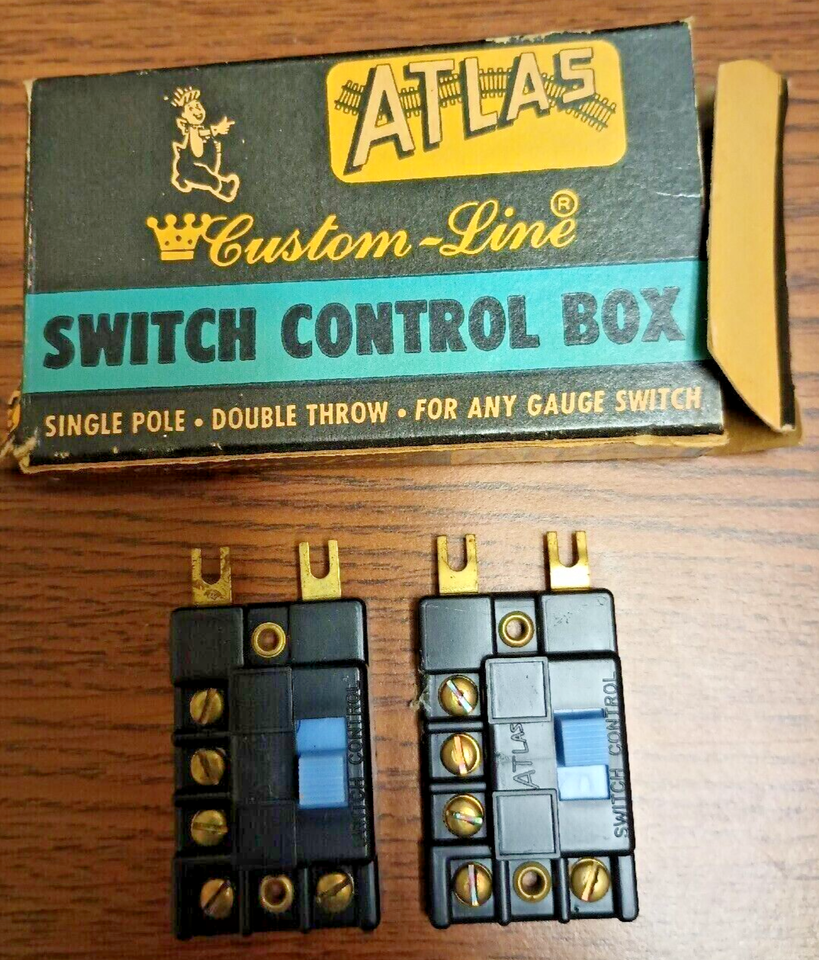 ATLAS
Custom-Line®
SWITCH CONTROL BOX
SINGLE POLE • DOUBLE THROW • FOR ANY GAUGE SWITCH
SWITCH CONTROL
ATLAS
SWITCH CONTROL